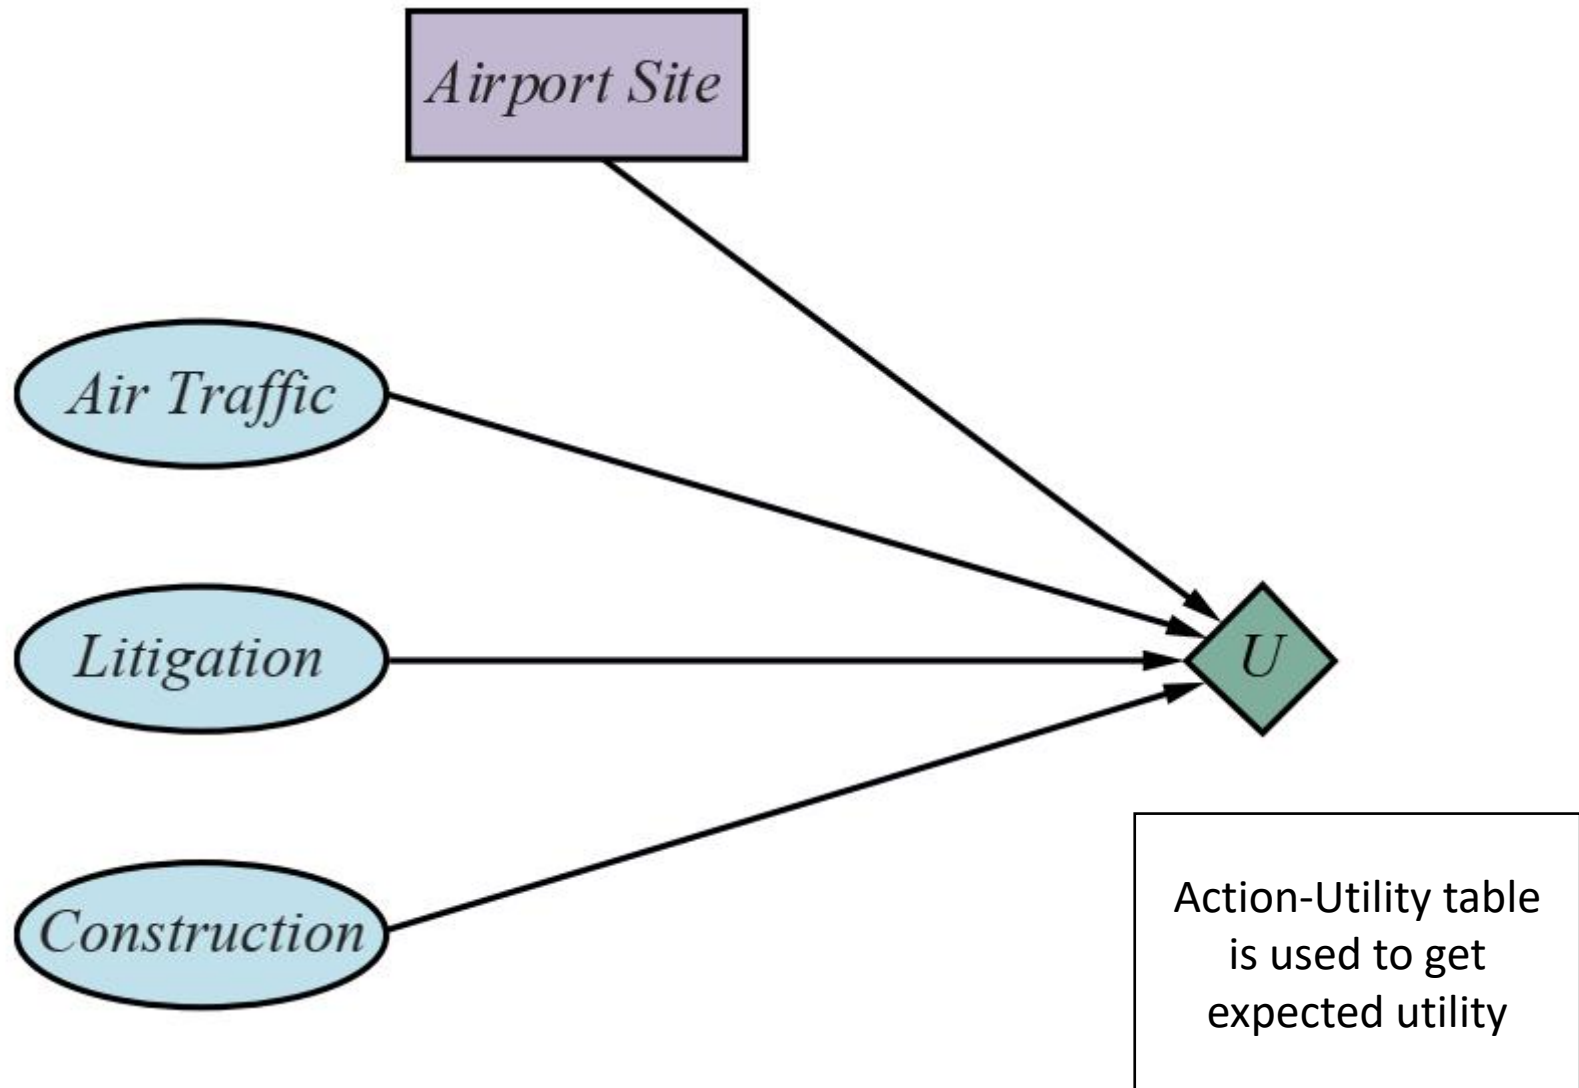 Airport Site
Air Traffic
Litigation
U
Construction
Action-Utility table
is used to get
expected utility